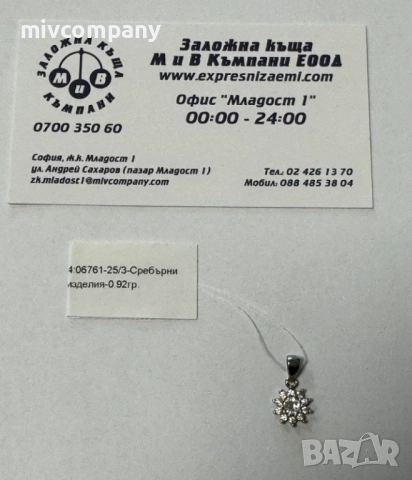 mivcompany
ЗАЛОЖНА КЪЩА
М и В
КЪМПАНИ
0700 350 60
Заложна къща
М и В Къмпани ЕООД
www.expresnizaemi.com
Офис "Младост 1"
00:00 - 24:00
София, ж.к. Младост 1
ул. Андрей Сахаров (пазар Младост 1)
zk.mladost1@mivcompany.com
Тел.: 02 426 13 70
Мобил: 088 485 38 04
4:06761-25/3-Сребърни
изделия-0.92гр.
bazar.bg